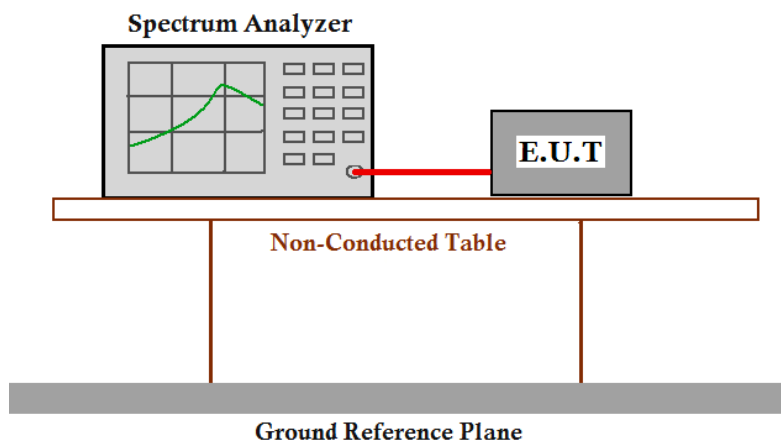 Spectrum Analyzer
E.U.T
Non-Conducted Table
Ground Reference Plane